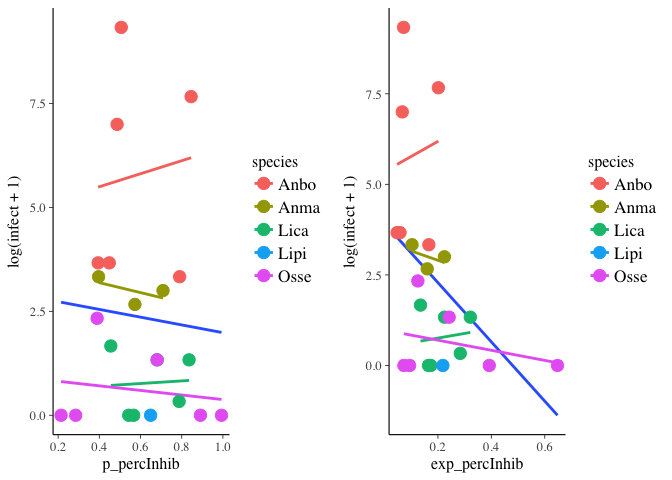 log(infect + 1)
7.5
5.0
2.5
0.0
0.2 0.4 0.6 0.8 1.0
p_percInhib
species
Anbo
Anma
Lica
Lipi
Osse
log(infect + 1)
7.5
5.0
2.5
0.0
0.2 0.4 0.6
exp_percInhib
species
Anbo
Anma
Lica
Lipi
Osse